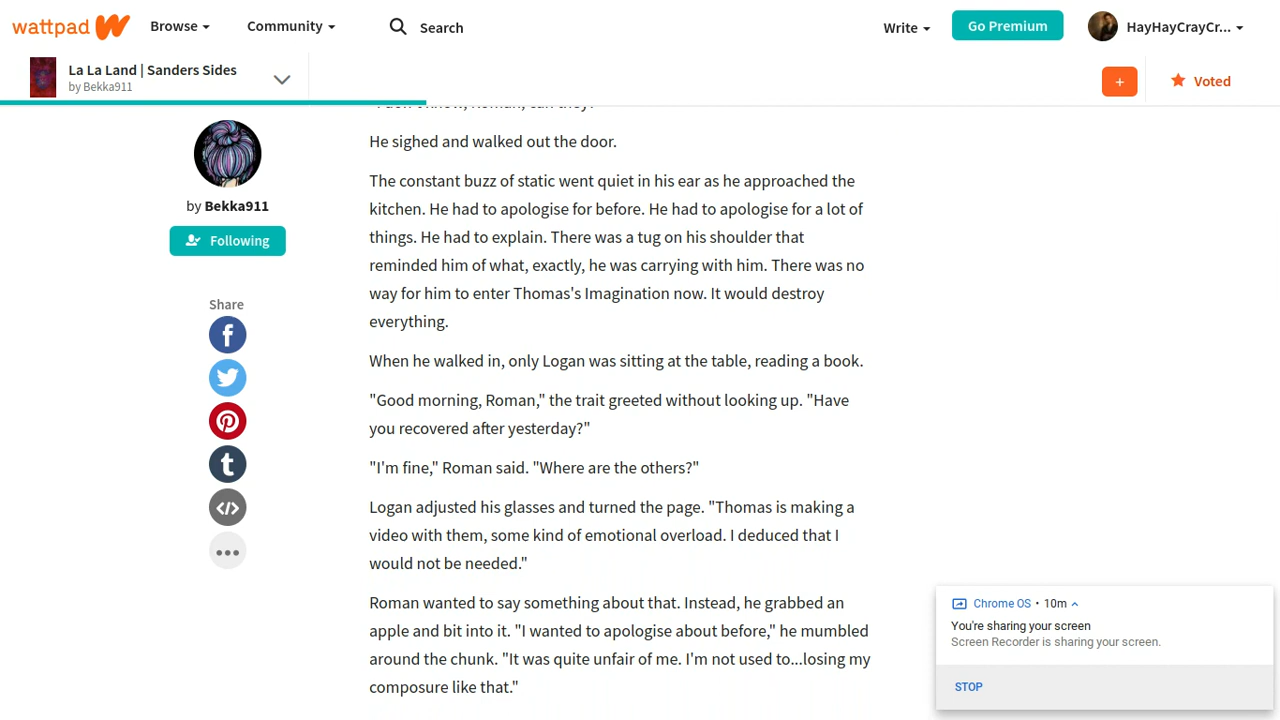 wattpad
Browse
Community
Search
Write
Go Premium
HayHayCrayCr...
La La Land | Sanders Sides
by Bekka911
+
Voted
by Bekka911
Following
Share
He sighed and walked out the door.
The constant buzz of static went quiet in his ear as he approached the
kitchen. He had to apologise for before. He had to apologise for a lot of
things. He had to explain. There was a tug on his shoulder that
reminded him of what, exactly, he was carrying with him. There was no
way for him to enter Thomas's Imagination now. It would destroy
everything.
When he walked in, only Logan was sitting at the table, reading a book.
"Good morning, Roman," the trait greeted without looking up. "Have
you recovered after yesterday?"
"I'm fine," Roman said. "Where are the others?"
Logan adjusted his glasses and turned the page. "Thomas is making a
video with them, some kind of emotional overload. I deduced that I
would not be needed."
Roman wanted to say something about that. Instead, he grabbed an
apple and bit into it. "I wanted to apologise about before," he mumbled
around the chunk. "It was quite unfair of me. I'm not used to...losing my
composure like that."
Chrome OS • 10m
You're sharing your screen
Screen Recorder is sharing your screen.
STOP